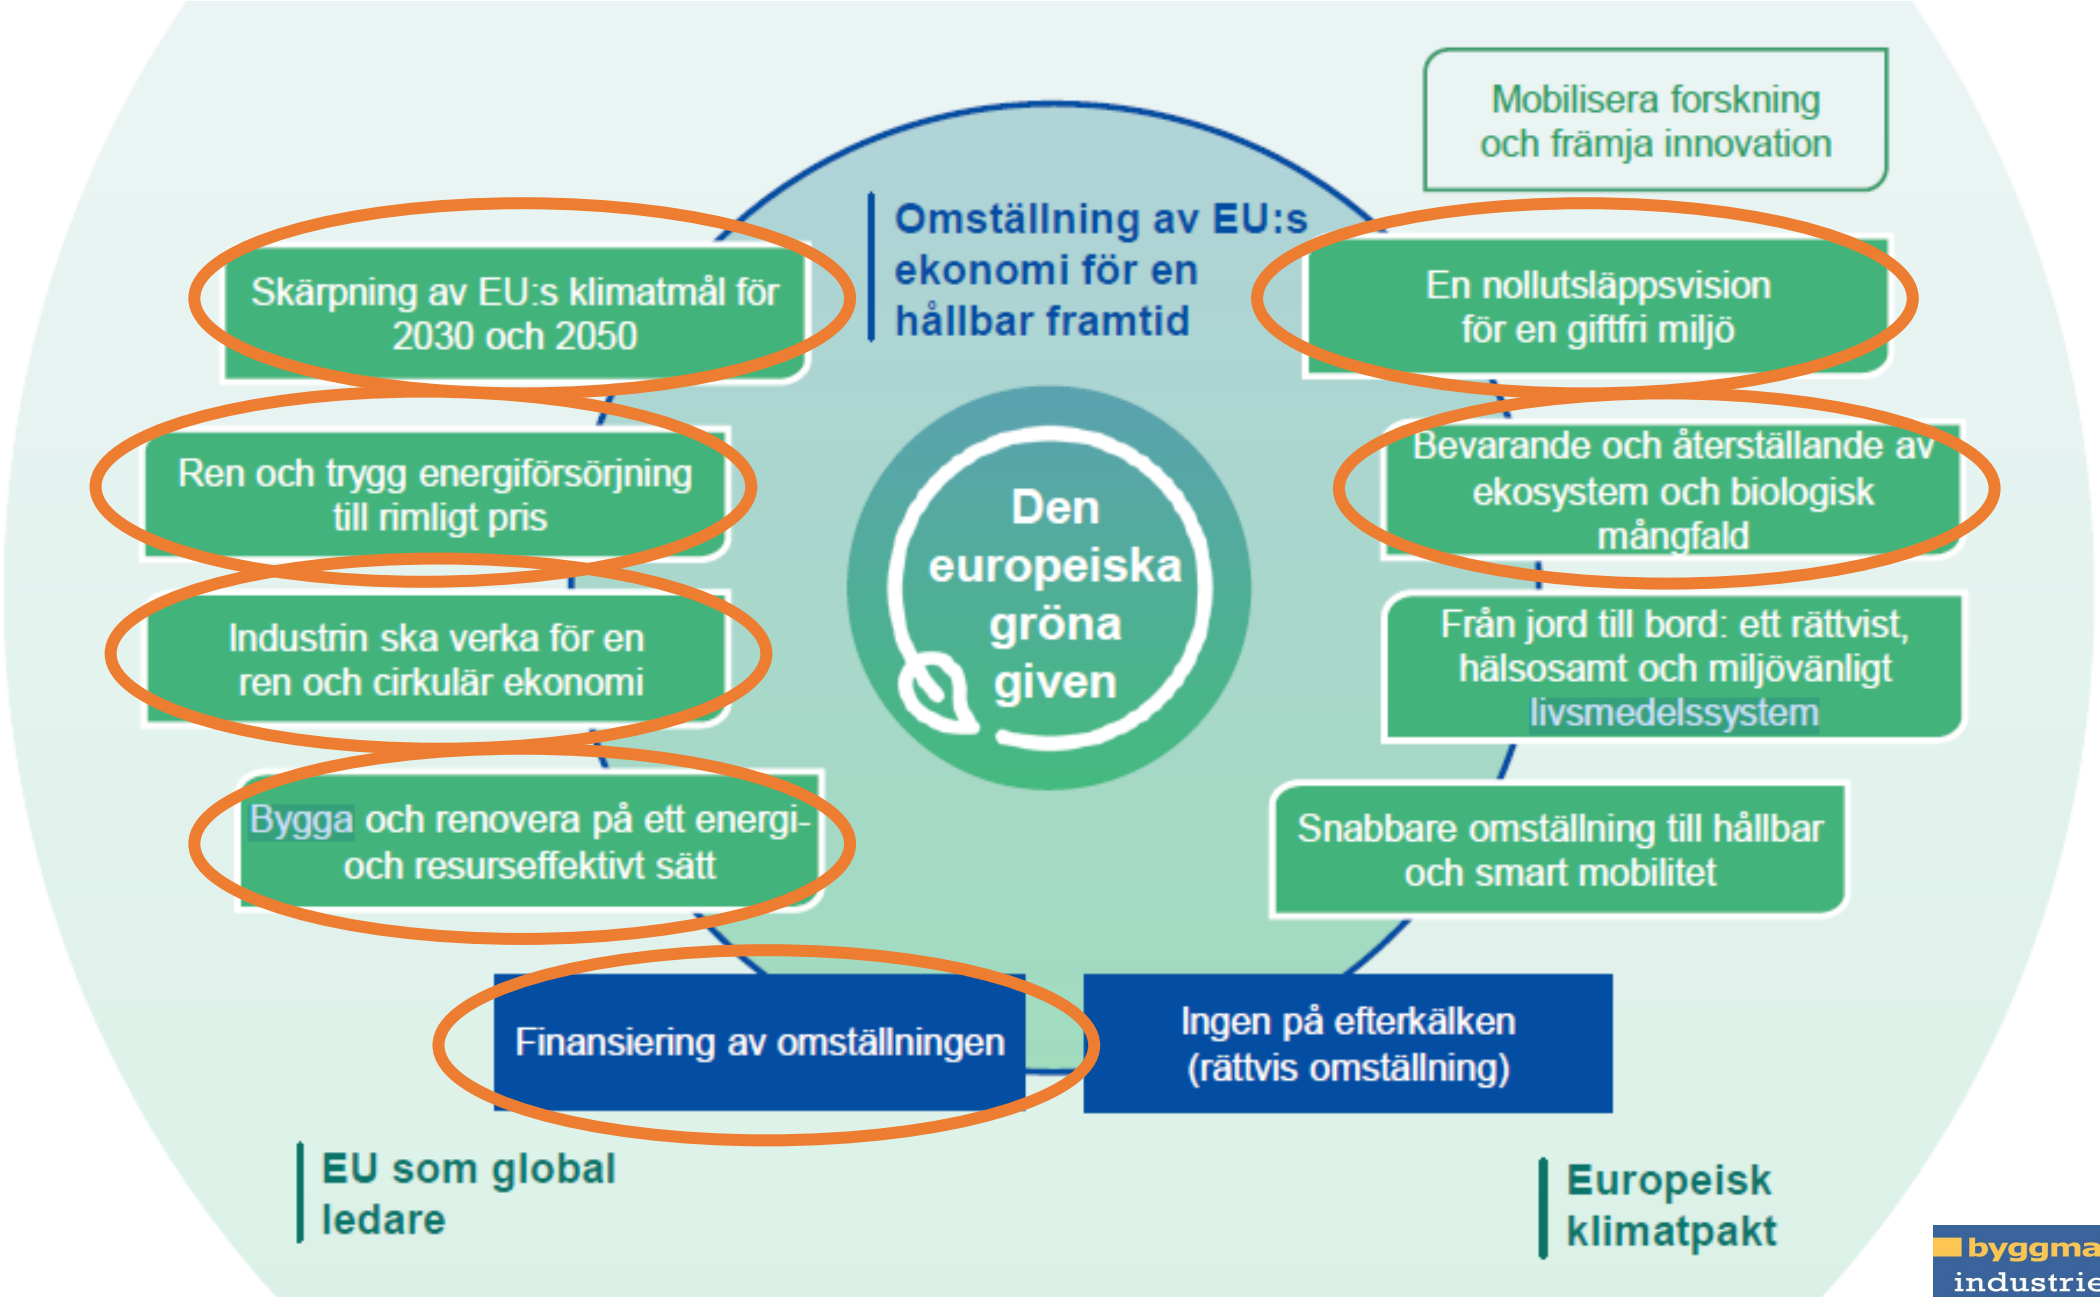 Mobilisera forskning
och främja innovation
Omställning av EU:s
ekonomi för en
hållbar framtid
Skärpning av EU:s klimatmål för
2030 och 2050
En nollutsläppsvision
för en giftfri miljö
Ren och trygg energiförsörjning
till rimligt pris
Bevarande och återställande av
ekosystem och biologisk
mångfald
Den
europeiska
gröna
given
Industrin ska verka för en
ren och cirkulär ekonomi
Från jord till bord: ett rättvist,
hälsosamt och miljövänligt
livsmedelssystem
Bygga och renovera på ett energi-
och resurseffektivt sätt
Snabbare omställning till hållbar
och smart mobilitet
Finansiering av omställningen
Ingen på efterkälken
(rättvis omställning)
EU som global
ledare
Europeisk
klimatpakt
byggma
industrie